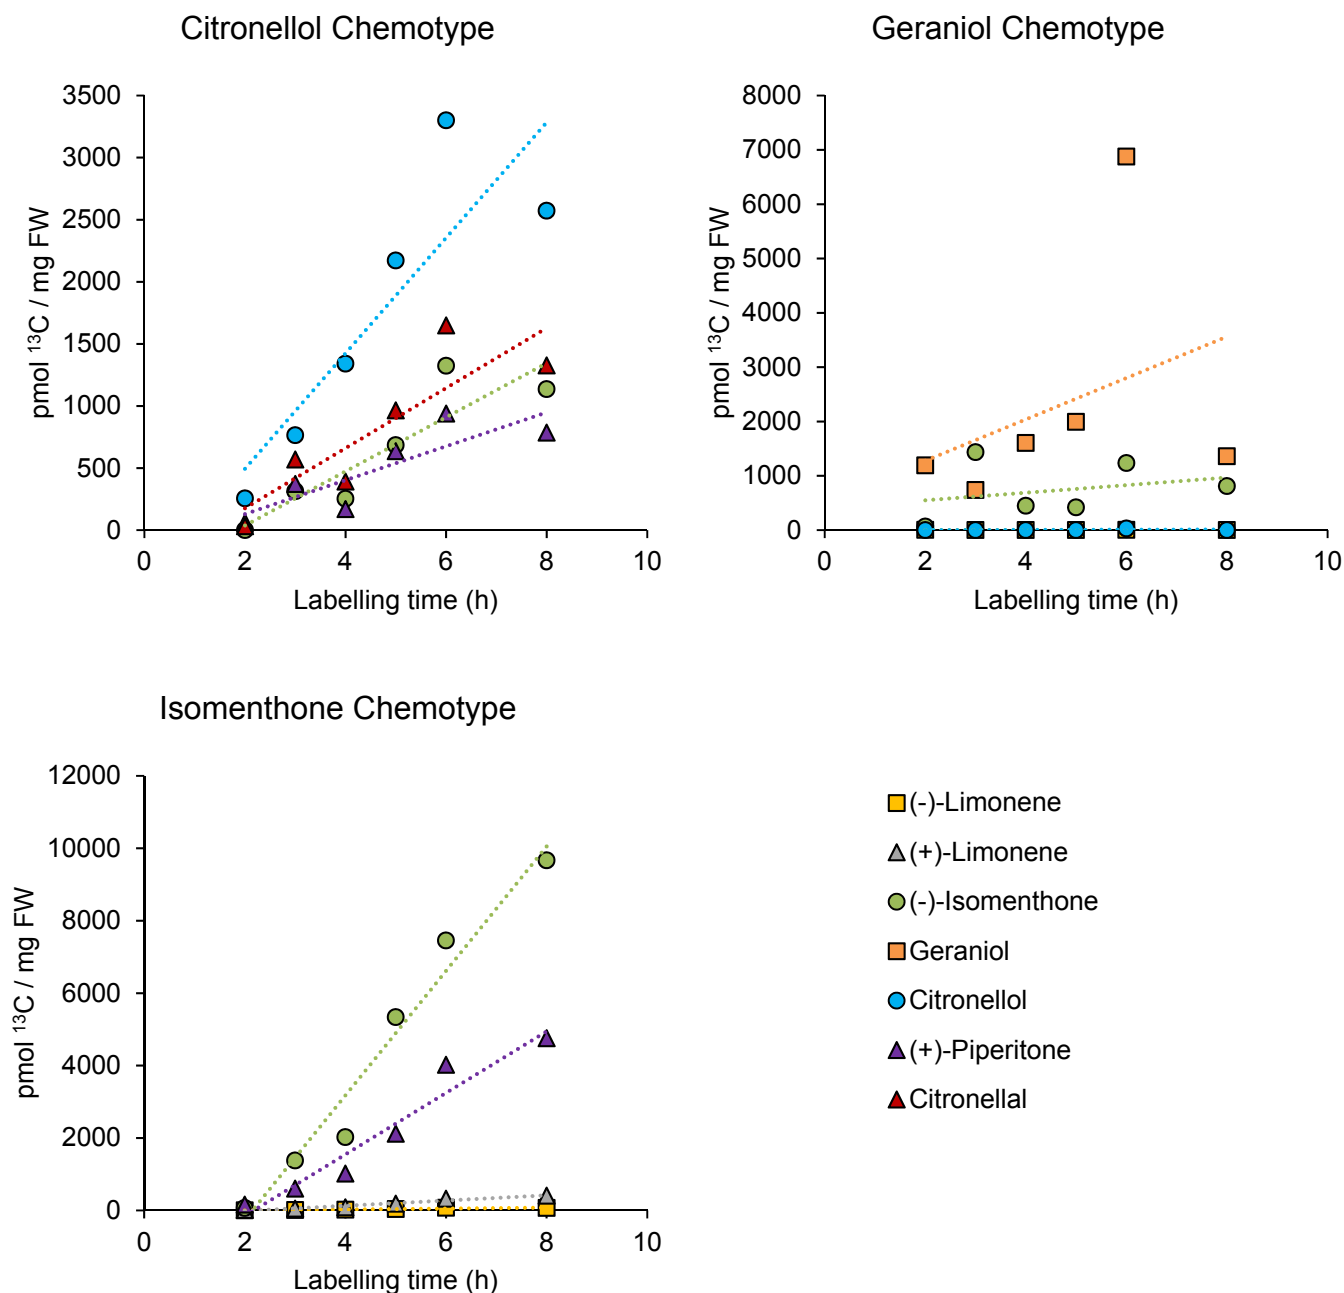 Citronellol Chemotype
3500
3000
2500
2000
1500
1000
500
0
pmol ¹³C / mg FW
0 2 4 6 8 10
Labelling time (h)
Geraniol Chemotype
8000
7000
6000
5000
4000
3000
2000
1000
0
pmol ¹³C / mg FW
0 2 4 6 8 10
Labelling time (h)
Isomenthone Chemotype
12000
10000
8000
6000
4000
2000
0
pmol ¹³C / mg FW
0 2 4 6 8 10
Labelling time (h)
(-)-Limonene
(+)-Limonene
(-)-Isomenthone
Geraniol
Citronellol
(+)-Piperitone
Citronellal